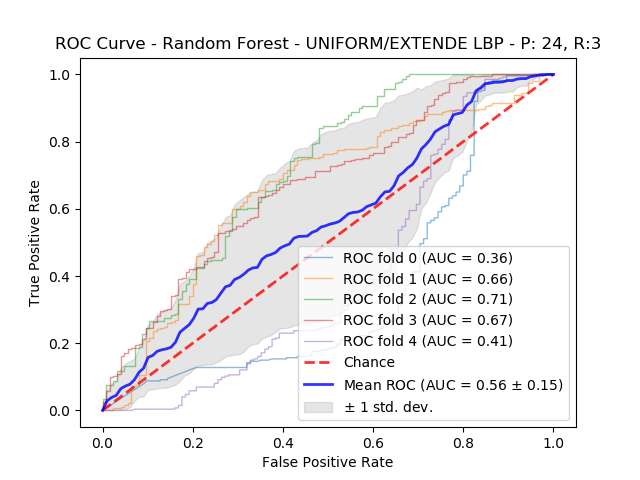 ROC Curve - Random Forest - UNIFORM/EXTENDE LBP - P: 24, R:3
True Positive Rate
1.0
0.8
0.6
0.4
0.2
0.0
ROC fold 0 (AUC = 0.36)
ROC fold 1 (AUC = 0.66)
ROC fold 2 (AUC = 0.71)
ROC fold 3 (AUC = 0.67)
ROC fold 4 (AUC = 0.41)
Chance
Mean ROC (AUC = 0.56 ± 0.15)
± 1 std. dev.
0.0 0.2 0.4 0.6 0.8 1.0
False Positive Rate